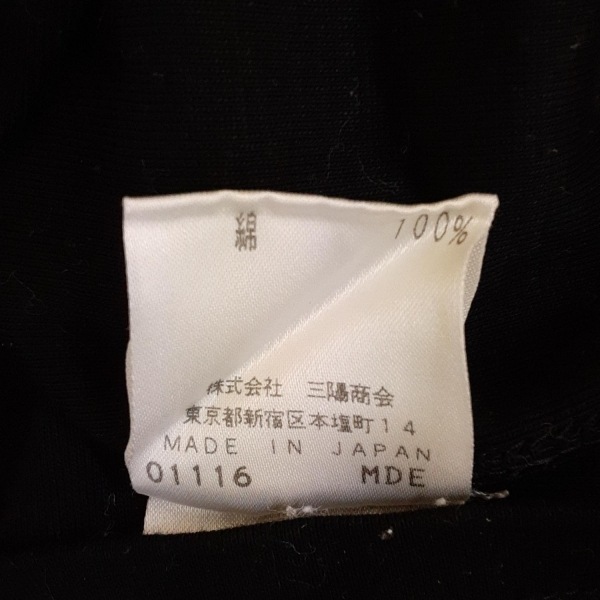 綿 100%
株式会社 三陽商会
東京都新宿区本塩町14
MADE IN JAPAN
01116 MDE